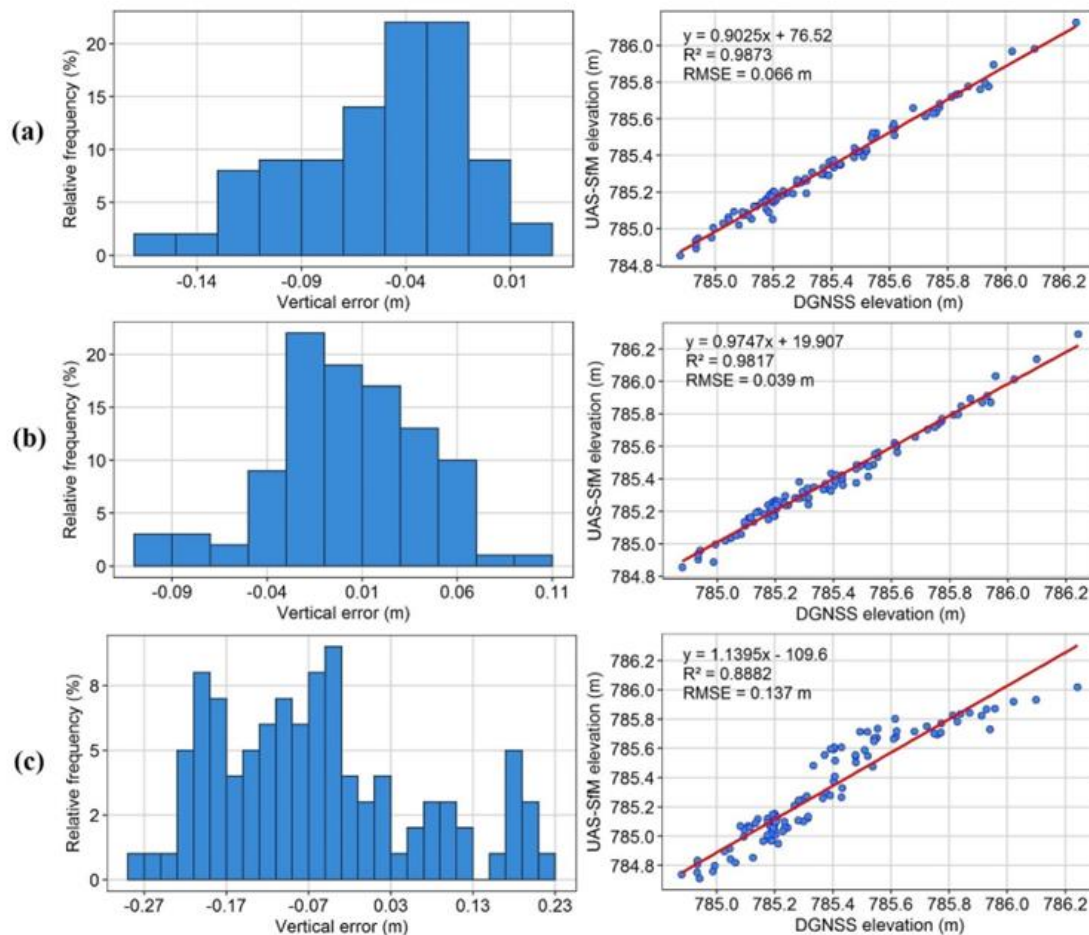 (a)
Relative frequency (%)
20
15
10
5
0
-0.14 -0.09 -0.04 0.01
Vertical error (m)
y = 0.9025x + 76.52
R² = 0.9873
RMSE = 0.066 m
UAS-SfM elevation (m)
786.0
785.8
785.6
785.4
785.2
785.0
784.8
785.0 785.2 785.4 785.6 785.8 786.0 786.2
DGNSS elevation (m)
(b)
Relative frequency (%)
20
15
10
5
0
-0.09 -0.04 0.01 0.06 0.11
Vertical error (m)
y = 0.9747x + 19.907
R² = 0.9817
RMSE = 0.039 m
UAS-SfM elevation (m)
786.2
786.0
785.8
785.6
785.4
785.2
785.0
784.8
785.0 785.2 785.4 785.6 785.8 786.0 786.2
DGNSS elevation (m)
(c)
Relative frequency (%)
8
5
2
0
-0.27 -0.17 -0.07 0.03 0.13 0.23
Vertical error (m)
y = 1.1395x - 109.6
R² = 0.8882
RMSE = 0.137 m
UAS-SfM elevation (m)
786.2
786.0
785.8
785.6
785.4
785.2
785.0
784.8
785.0 785.2 785.4 785.6 785.8 786.0 786.2
DGNSS elevation (m)